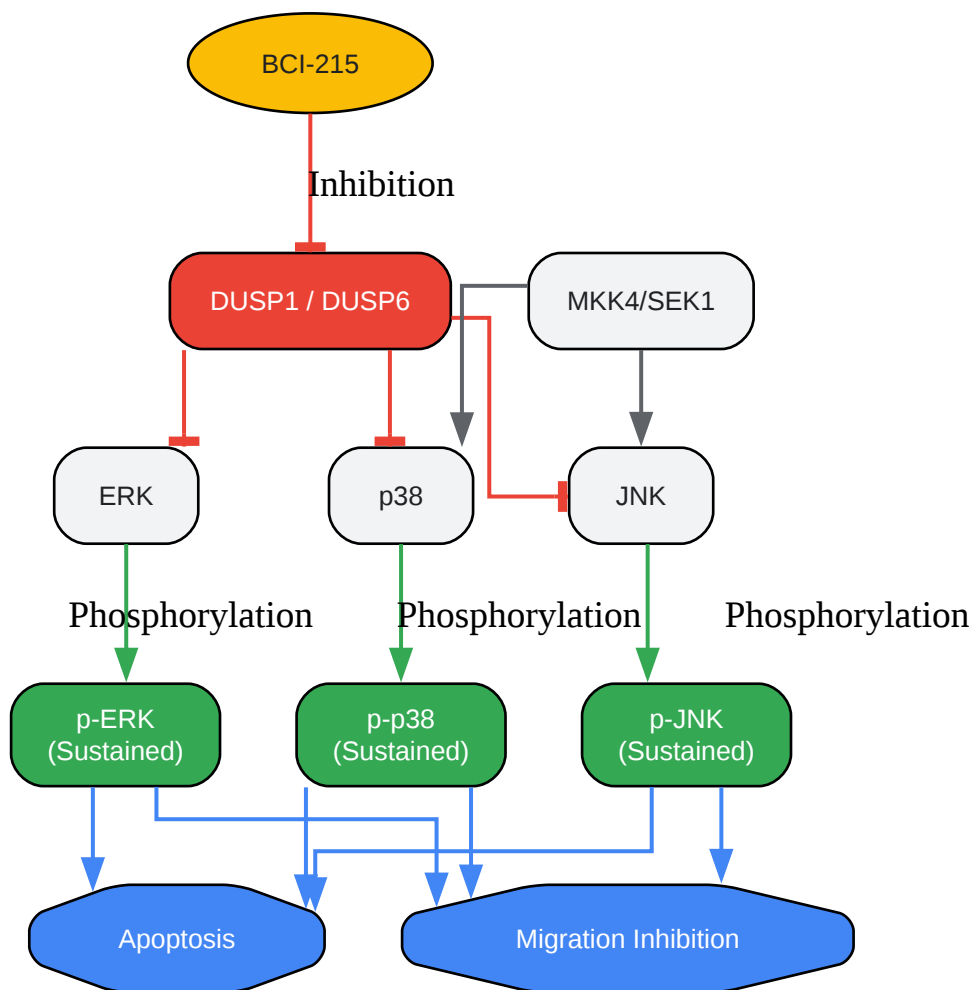 BCI-215
Inhibition
DUSP1 / DUSP6
MKK4/SEK1
ERK
p38
JNK
Phosphorylation
Phosphorylation
Phosphorylation
p-ERK
(Sustained)
p-p38
(Sustained)
p-JNK
(Sustained)
Apoptosis
Migration Inhibition